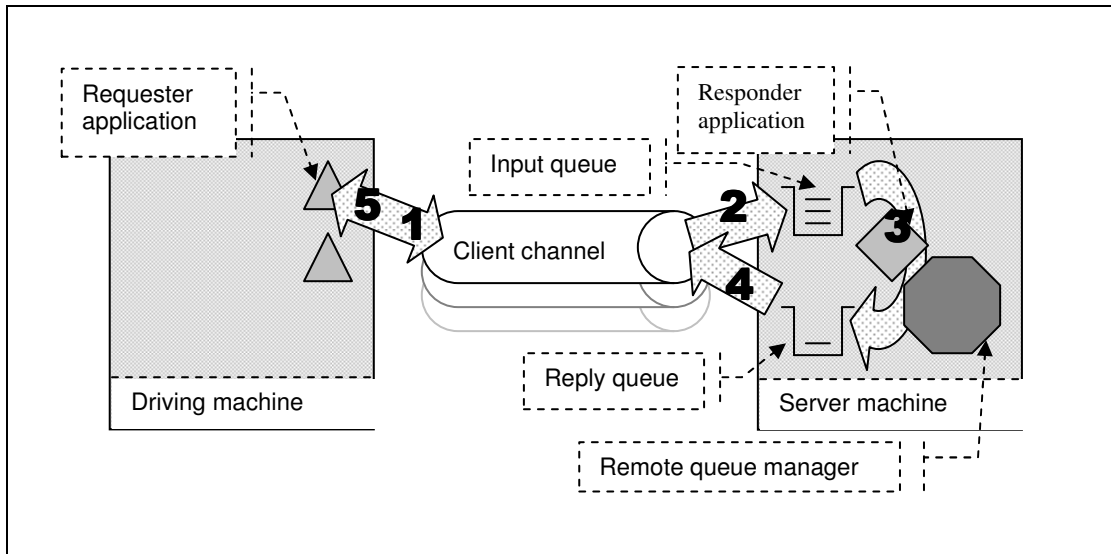 Requester
application
Responder
application
Input queue
5
1
2
3
Client channel
4
Reply queue
Driving machine
Server machine
Remote queue manager